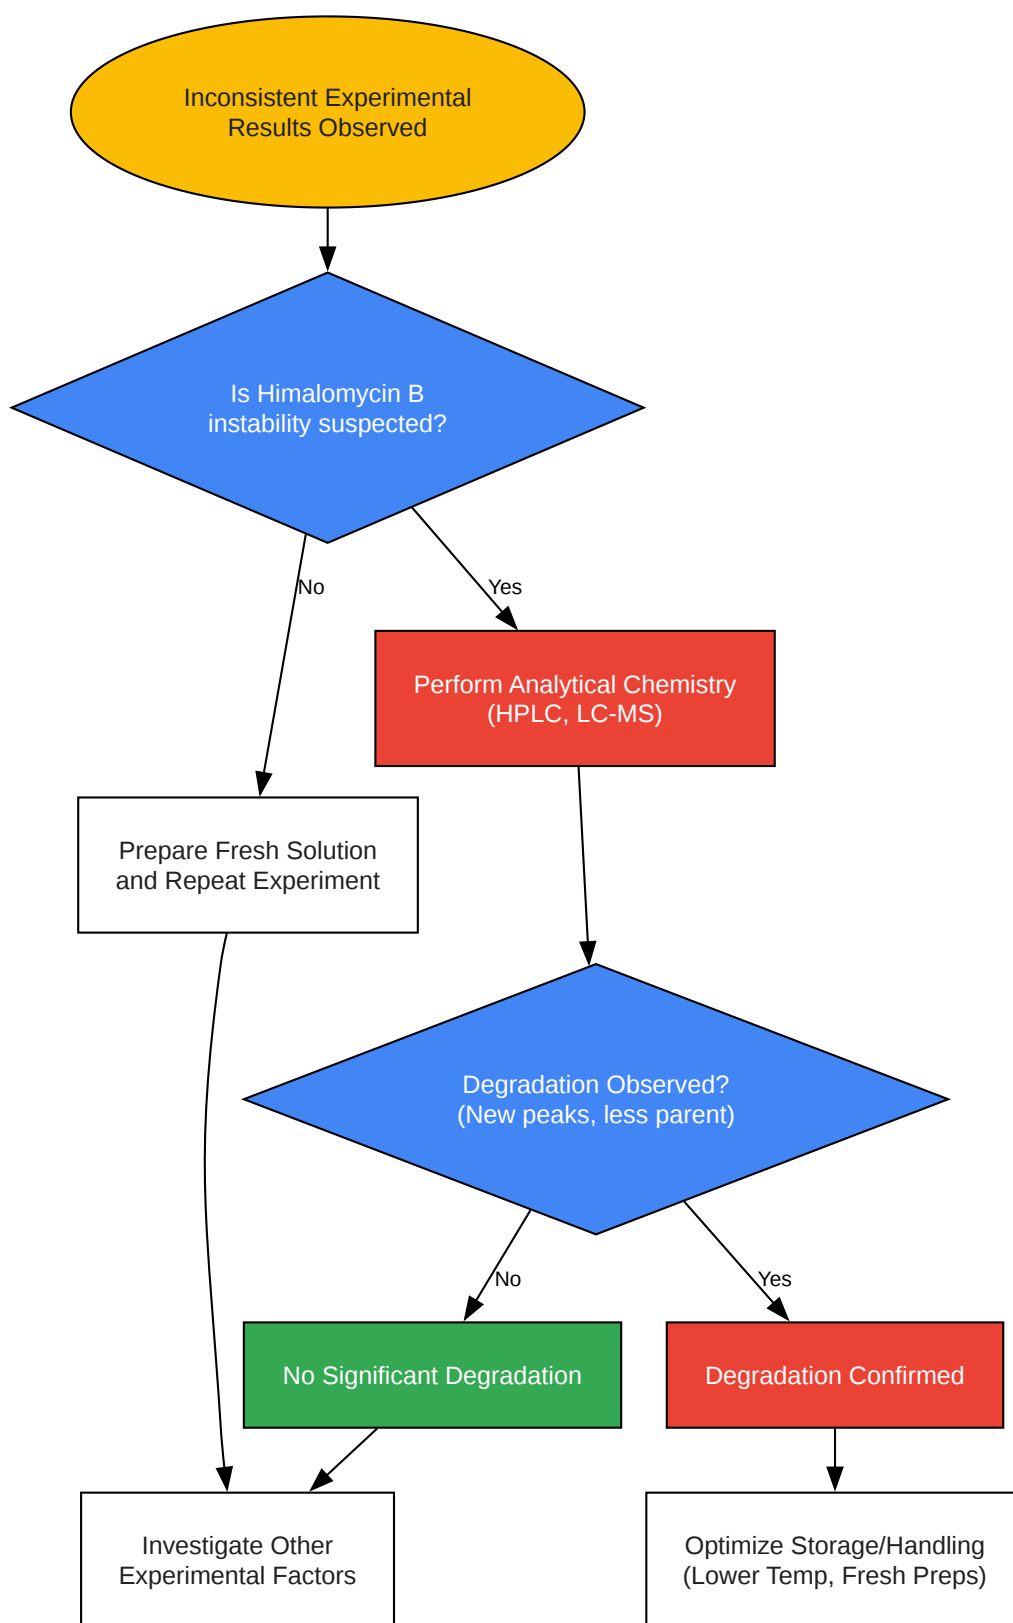 Inconsistent Experimental
Results Observed
Is Himalomycin B
instability suspected?
No
Yes
Perform Analytical Chemistry
(HPLC, LC-MS)
Prepare Fresh Solution
and Repeat Experiment
Degradation Observed?
(New peaks, less parent)
No
Yes
No Significant Degradation
Degradation Confirmed
Investigate Other
Experimental Factors
Optimize Storage/Handling
(Lower Temp, Fresh Preps)